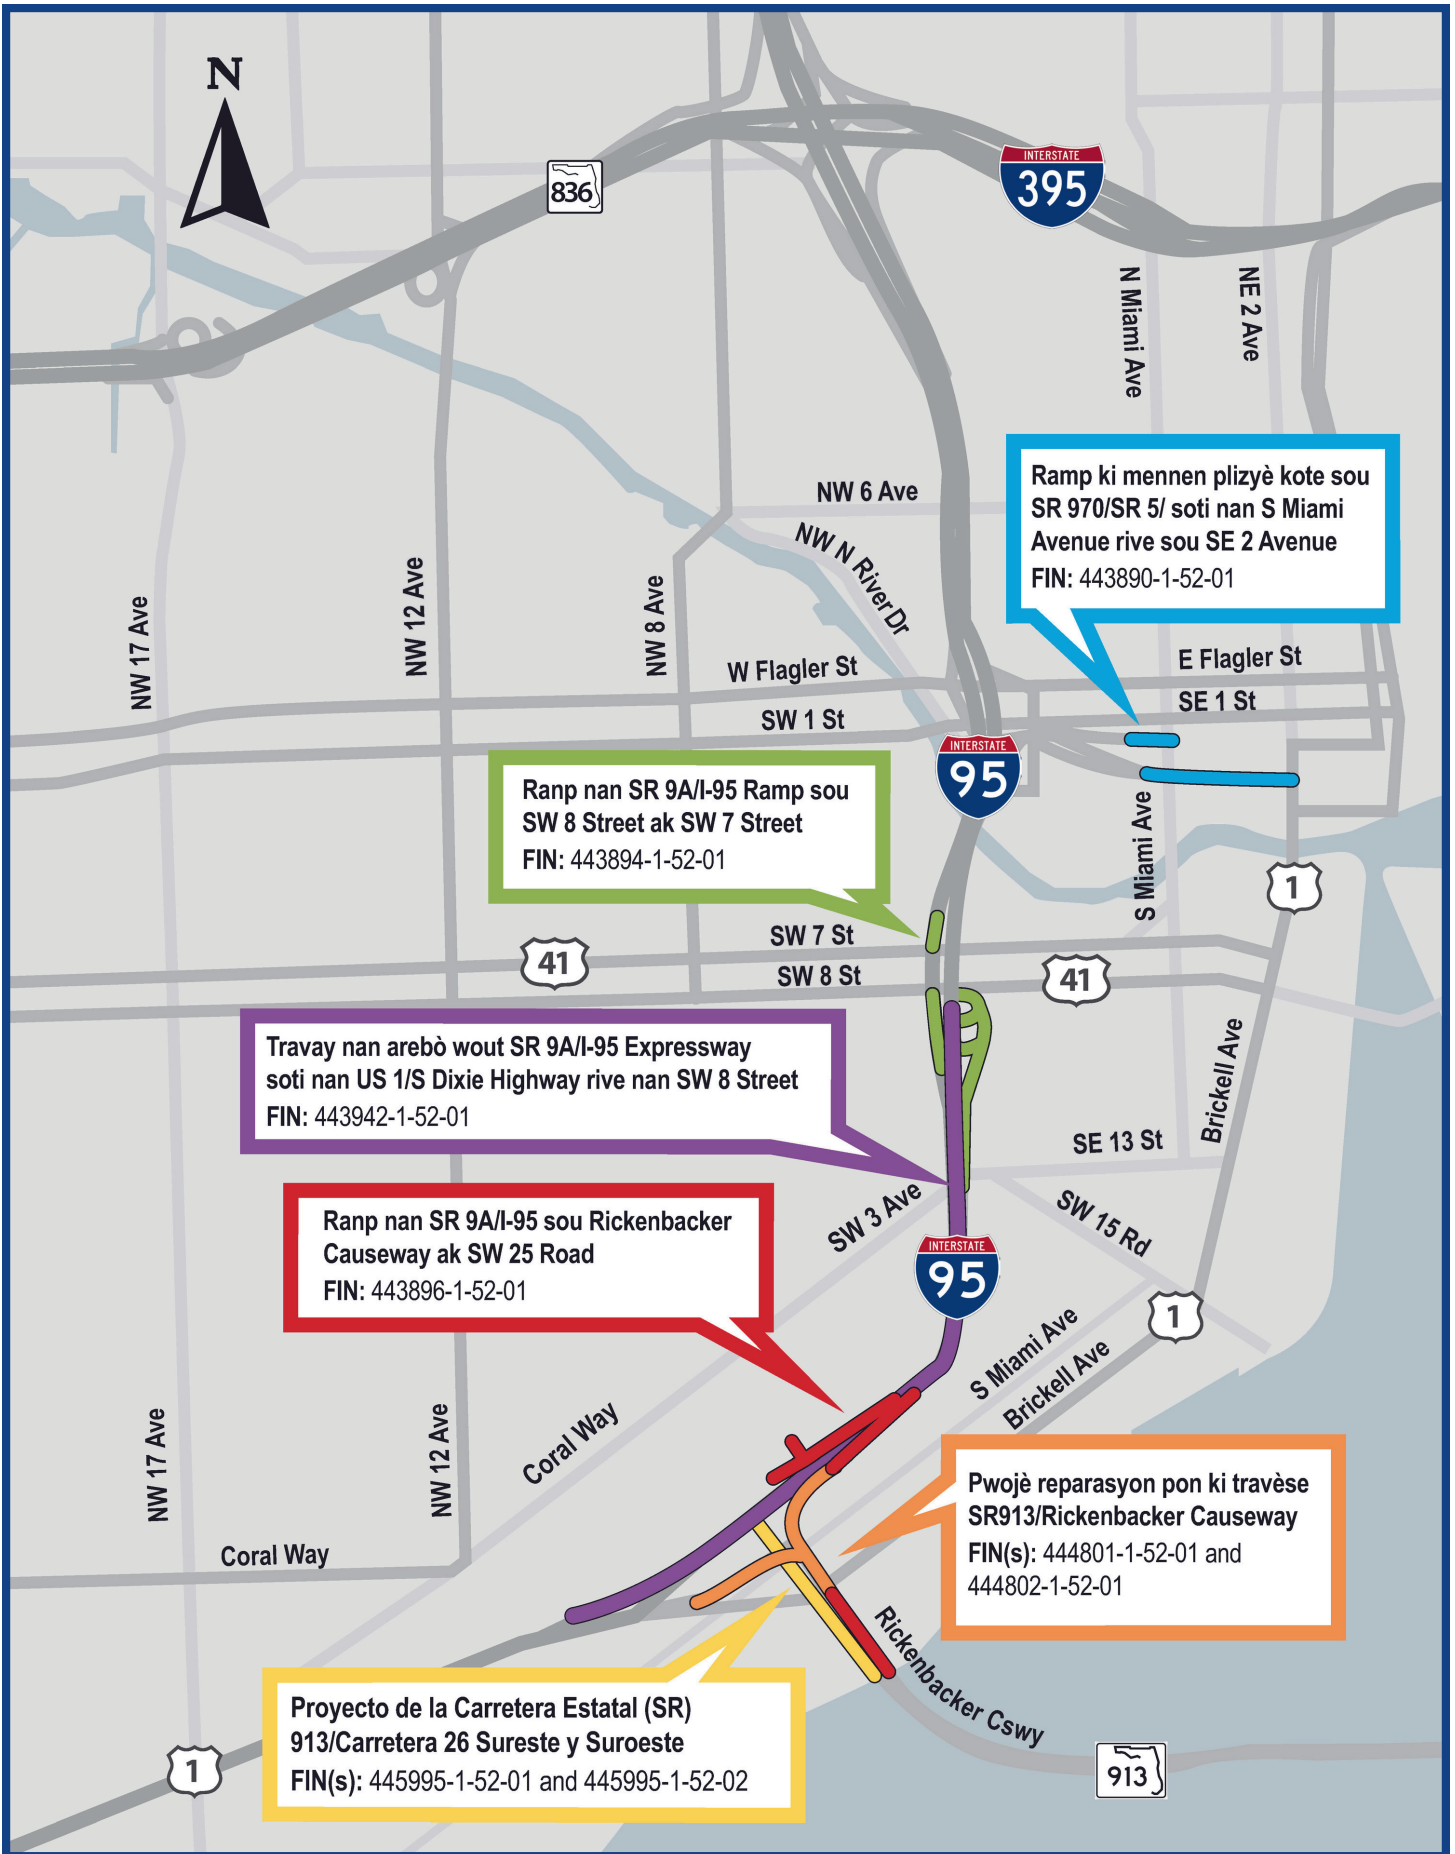 N
836
INTERSTATE
395
N Miami Ave
NE 2 Ave
Ramp ki mennen plizyè kote sou
SR 970/SR 5/ soti nan S Miami
Avenue rive sou SE 2 Avenue
FIN: 443890-1-52-01
NW 6 Ave
NW N River Dr
NW 17 Ave
NW 12 Ave
NW 8 Ave
W Flagler St
E Flagler St
SW 1 St
SE 1 St
INTERSTATE
95
Ranp nan SR 9A/I-95 Ramp sou
SW 8 Street ak SW 7 Street
FIN: 443894-1-52-01
S Miami Ave
1
SW 7 St
41
SW 8 St
41
Travay nan arebò wout SR 9A/I-95 Expressway
soti nan US 1/S Dixie Highway rive nan SW 8 Street
FIN: 443942-1-52-01
Brickell Ave
SE 13 St
SW 3 Ave
SW 15 Rd
Ranp nan SR 9A/I-95 sou Rickenbacker
Causeway ak SW 25 Road
FIN: 443896-1-52-01
INTERSTATE
95
1
S Miami Ave
Brickell Ave
Coral Way
NW 17 Ave
NW 12 Ave
Pwojè reparasyon pon ki travèse
SR913/Rickenbacker Causeway
FIN(s): 444801-1-52-01 and
444802-1-52-01
Coral Way
Rickenbacker Cswy
Proyecto de la Carretera Estatal (SR)
913/Carretera 26 Sureste y Suroeste
FIN(s): 445995-1-52-01 and 445995-1-52-02
1
913